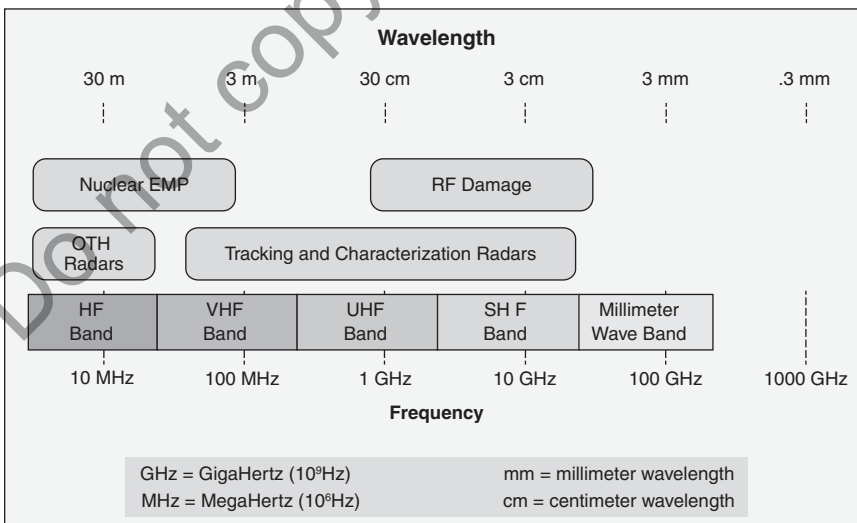 Wavelength
30 m 3 m 30 cm 3 cm 3 mm .3 mm
Nuclear EMP RF Damage
OTH
Radars
Tracking and Characterization Radars
HF
Band
VHF
Band
UHF
Band
SH F
Band
Millimeter
Wave Band
10 MHz 100 MHz 1 GHz 10 GHz 100 GHz 1000 GHz
Frequency
GHz = GigaHertz (10⁹Hz) mm = millimeter wavelength
MHz = MegaHertz (10⁶Hz) cm = centimeter wavelength
Do not copy